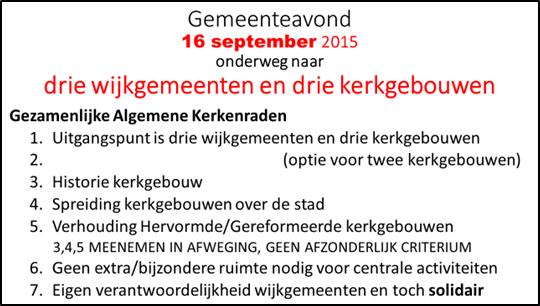 Gemeenteavond
16 september 2015
onderweg naar
drie wijkgemeenten en drie kerkgebouwen
Gezamenlijke Algemene Kerkenraden
1. Uitgangspunt is drie wijkgemeenten en drie kerkgebouwen
2. (optie voor twee kerkgebouwen)
3. Historie kerkgebouw
4. Spreiding kerkgebouwen over de stad
5. Verhouding Hervormde/Gereformeerde kerkgebouwen
3,4,5 MEENEMEN IN AFWEGING, GEEN AFZONDERLIJK CRITERIUM
6. Geen extra/bijzondere ruimte nodig voor centrale activiteiten
7. Eigen verantwoordelijkheid wijkgemeenten en toch solidair